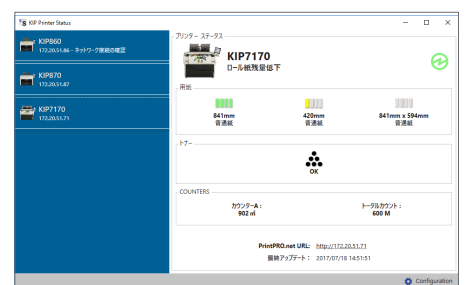 KIP Printer Status
KIP860
172.20.51.86 - ネットワーク接続の確認
KIP870
172.20.51.87
KIP7170
172.20.51.71
プリンター ステータス
KIP7170
ロール紙残量低下
用紙
841mm
普通紙
420mm
普通紙
841mm x 594mm
普通紙
トナー
OK
COUNTERS
カウンターA :
902 ㎡
トータルカウント :
600 M
PrintPRO.net URL: http://172.20.51.71
最終アップデート : 2017/07/18 14:51:51
Configuration